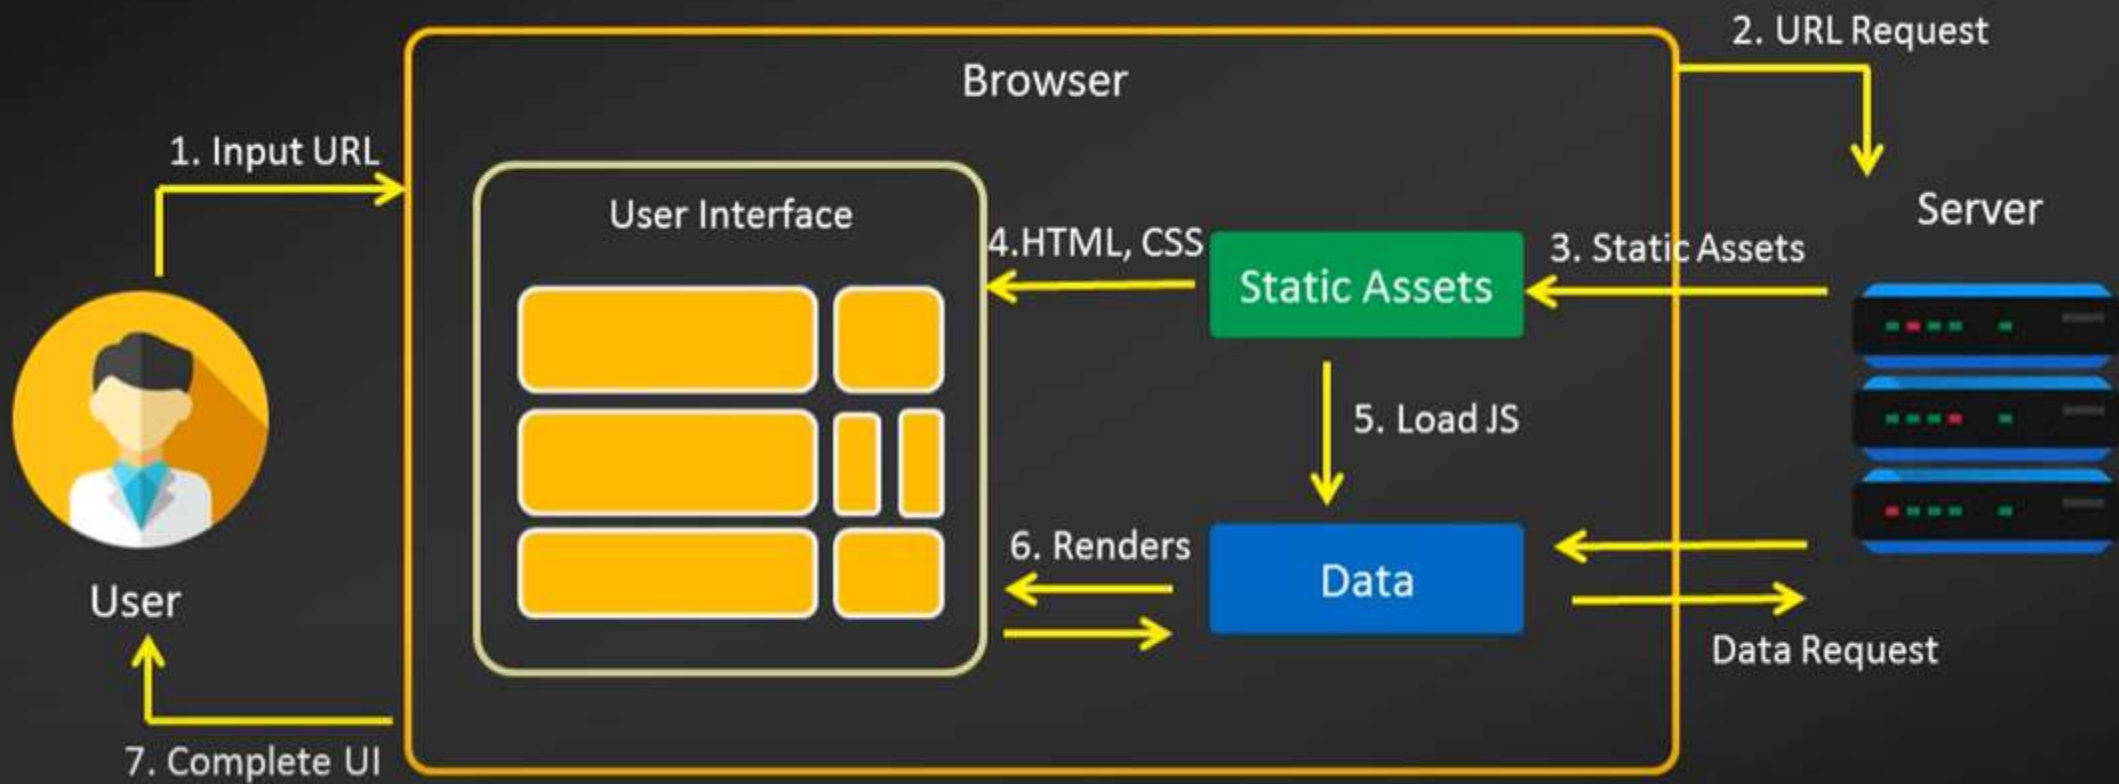 2. URL Request
Browser
1. Input URL
User Interface
Server
4.HTML, CSS
Static Assets
3. Static Assets
5. Load JS
6. Renders
Data
User
Data Request
7. Complete UI